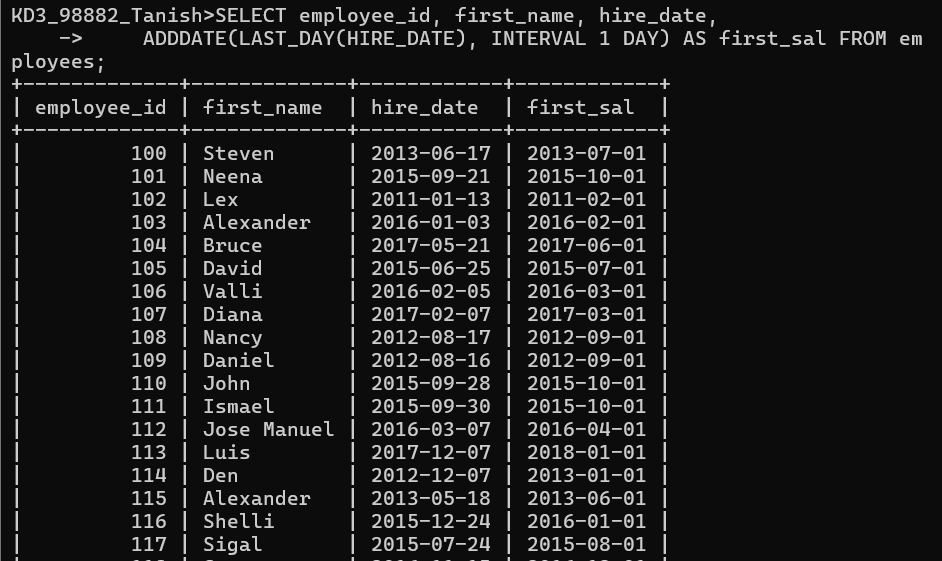 KD3_98882_Tanish>SELECT employee_id, first_name, hire_date,
    ->     ADDDATE(LAST_DAY(HIRE_DATE), INTERVAL 1 DAY) AS first_sal FROM em
ployees;
+-------------+-------------+------------+------------+
| employee_id | first_name  | hire_date  | first_sal  |
+-------------+-------------+------------+------------+
|         100 | Steven      | 2013-06-17 | 2013-07-01 |
|         101 | Neena       | 2015-09-21 | 2015-10-01 |
|         102 | Lex         | 2011-01-13 | 2011-02-01 |
|         103 | Alexander   | 2016-01-03 | 2016-02-01 |
|         104 | Bruce       | 2017-05-21 | 2017-06-01 |
|         105 | David       | 2015-06-25 | 2015-07-01 |
|         106 | Valli       | 2016-02-05 | 2016-03-01 |
|         107 | Diana       | 2017-02-07 | 2017-03-01 |
|         108 | Nancy       | 2012-08-17 | 2012-09-01 |
|         109 | Daniel      | 2012-08-16 | 2012-09-01 |
|         110 | John        | 2015-09-28 | 2015-10-01 |
|         111 | Ismael      | 2015-09-30 | 2015-10-01 |
|         112 | Jose Manuel | 2016-03-07 | 2016-04-01 |
|         113 | Luis        | 2017-12-07 | 2018-01-01 |
|         114 | Den         | 2012-12-07 | 2013-01-01 |
|         115 | Alexander   | 2013-05-18 | 2013-06-01 |
|         116 | Shelli      | 2015-12-24 | 2016-01-01 |
|         117 | Sigal       | 2015-07-24 | 2015-08-01 |